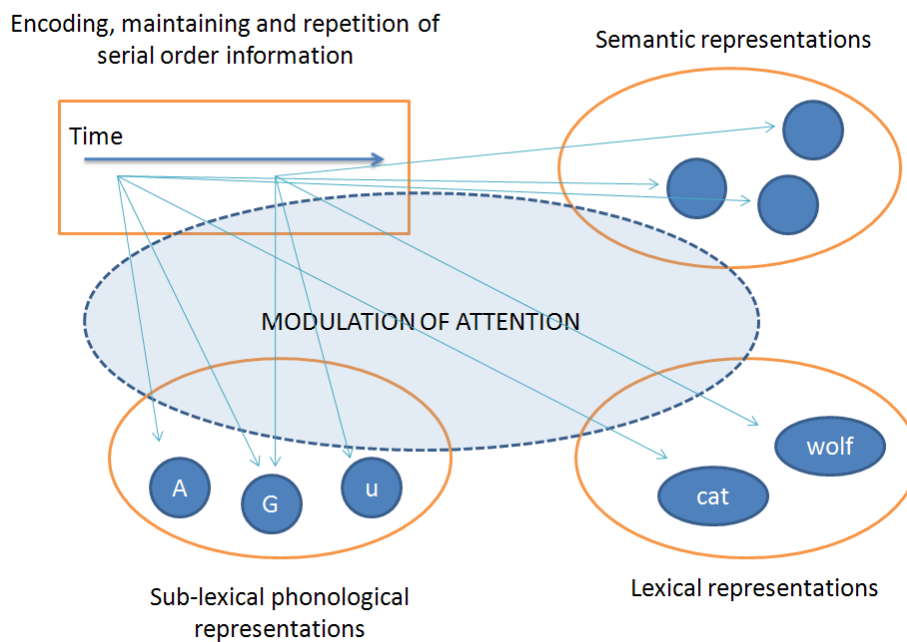 Encoding, maintaining and repetition of
serial order information
Semantic representations
Time
MODULATION OF ATTENTION
A
G
u
wolf
cat
Sub-lexical phonological
representations
Lexical representations